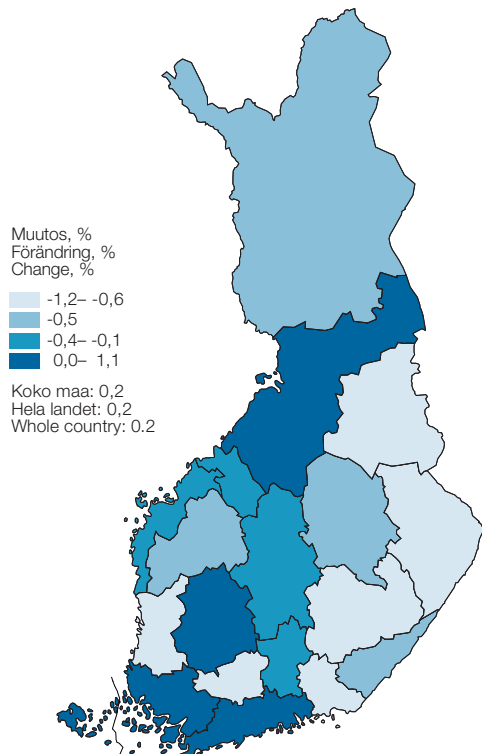 Muutos, %
Förändring, %
Change, %
-1,2– -0,6
-0,5
-0,4– -0,1
0,0– 1,1
Koko maa: 0,2
Hela landet: 0,2
Whole country: 0.2